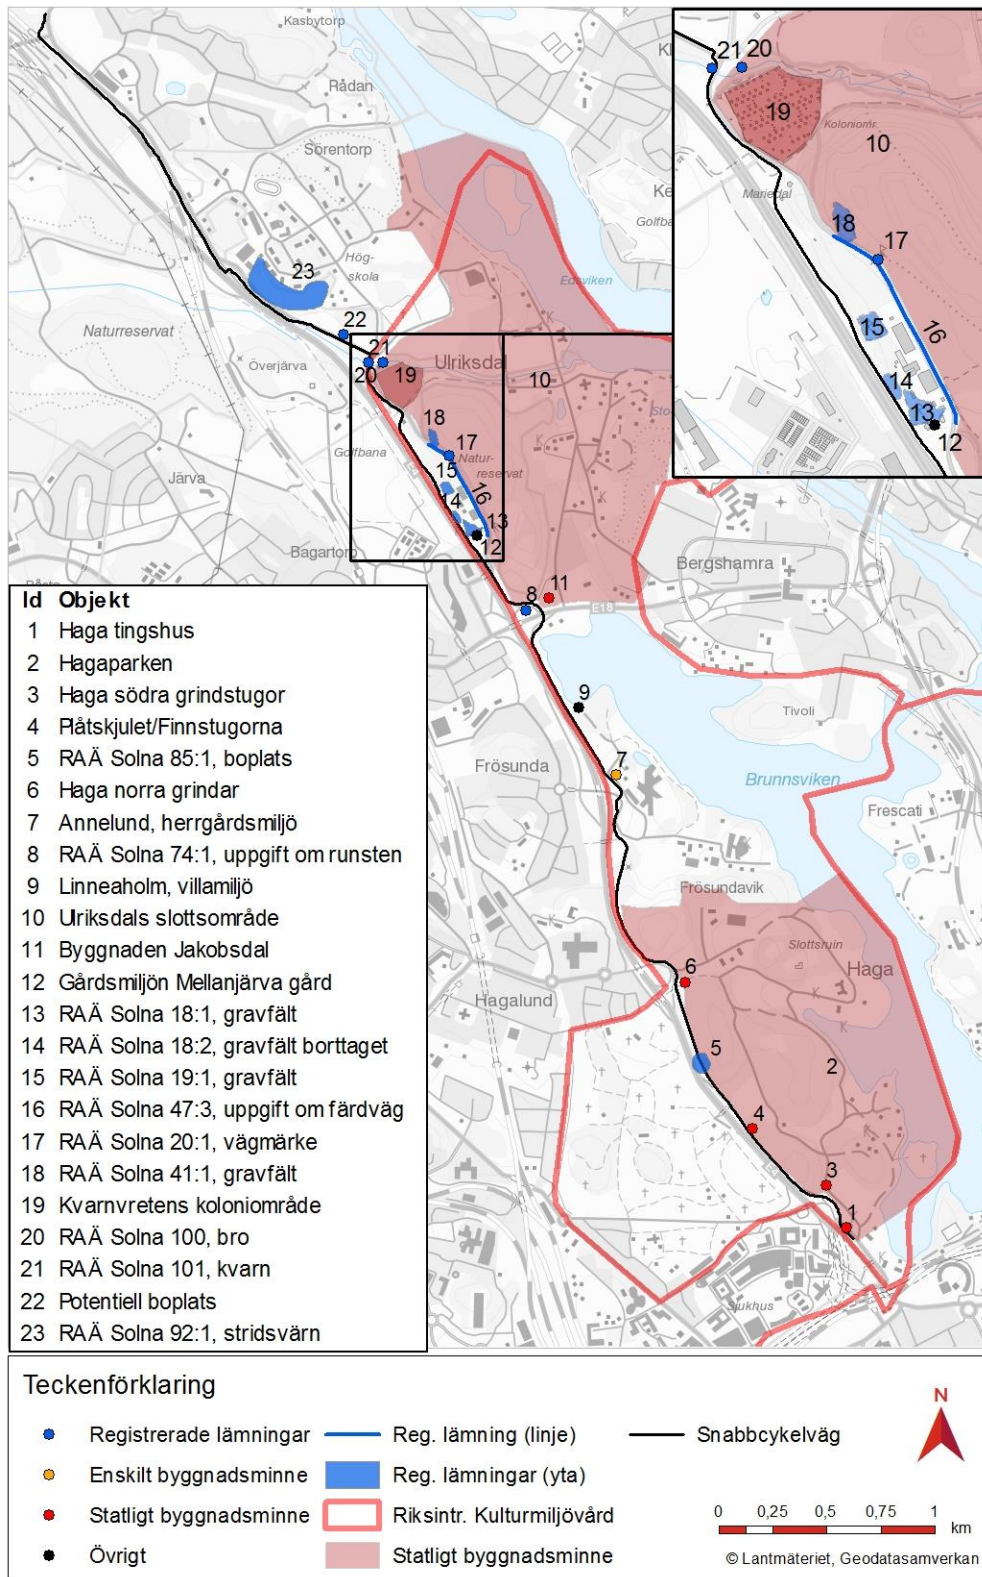 Kasbytorp
Rådan
Sörentorp
Hög-
skola
Edsviken
23
22
Naturreservat
Överjärva
21
20
19
Ulriksdal
10
18
17
Natur-
reservat
15
16
14
13
12
Golfbana
Järva
Bagartorp
Golfba
21 20
19
Koloniomr.
10
Mariedal
18
17
15
16
14
13
12
Bergshamra
11
8
E18
9
Tivoli
Frösunda
7
Brunnsviken
Frescati
Frösundavik
Slottsruin
Haga
6
Hagalund
5
2
4
3
1
Sjukhus
Id Objekt
1 Haga tingshus
2 Hagaparken
3 Haga södra grindstugor
4 Plåtskjulet/Finnstugorna
5 RAÄ Solna 85:1, boplats
6 Haga norra grindar
7 Annelund, herrgårdsmiljö
8 RAÄ Solna 74:1, uppgift om runsten
9 Linneaholm, villamiljö
10 Ulriksdals slottsområde
11 Byggnaden Jakobsdal
12 Gårdsmiljön Mellanjärva gård
13 RAÄ Solna 18:1, gravfält
14 RAÄ Solna 18:2, gravfält borttaget
15 RAÄ Solna 19:1, gravfält
16 RAÄ Solna 47:3, uppgift om färdväg
17 RAÄ Solna 20:1, vägmärke
18 RAÄ Solna 41:1, gravfält
19 Kvarnvretens koloniområde
20 RAÄ Solna 100, bro
21 RAÄ Solna 101, kvarn
22 Potentiell boplats
23 RAÄ Solna 92:1, stridsvärn
Teckenförklaring
Registrerade lämningar
Enskilt byggnadsminne
Statligt byggnadsminne
Övrigt
Reg. lämning (linje)
Reg. lämningar (yta)
Riksintr. Kulturmiljövård
Statligt byggnadsminne
Snabbcykelväg
N
0 0,25 0,5 0,75 1
km
© Lantmäteriet, Geodatasamverkan